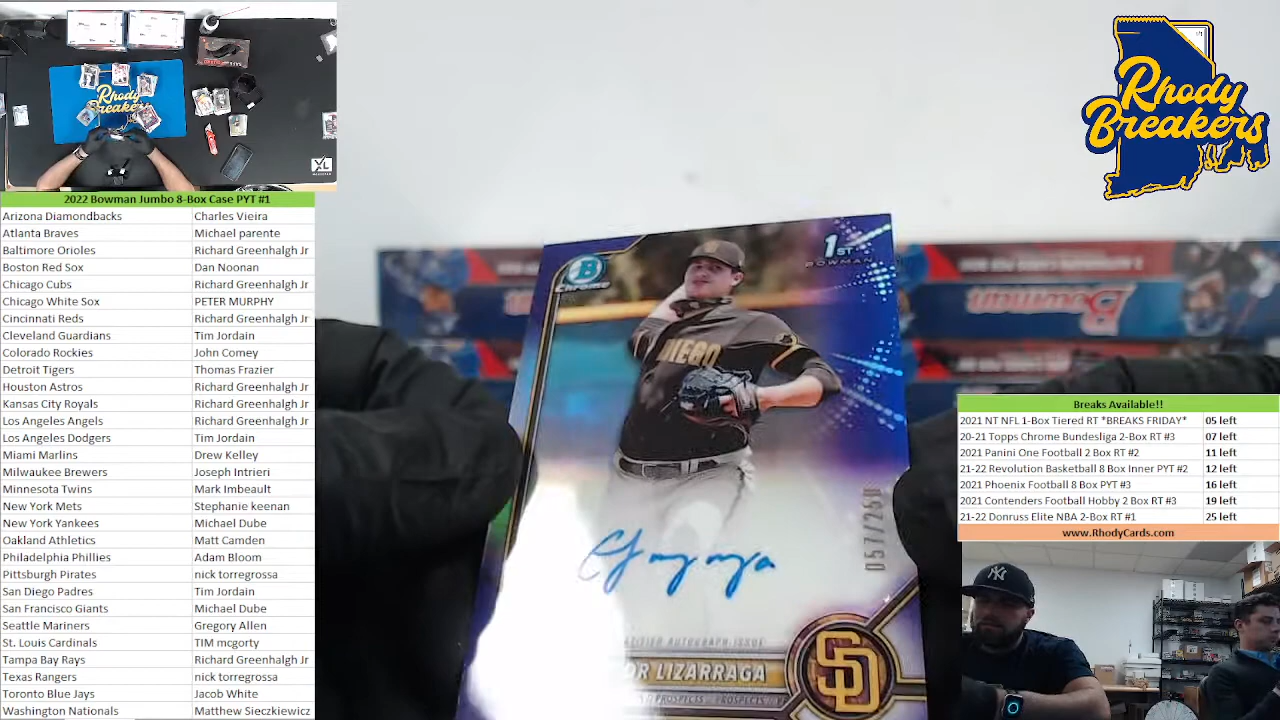 Rhody
Breakers
XL
2022 Bowman Jumbo 8-Box Case PYT #1
Arizona Diamondbacks Charles Vieira
Atlanta Braves Michael parente
Baltimore Orioles Richard Greenhalgh Jr
Boston Red Sox Dan Noonan
Chicago Cubs Richard Greenhalgh Jr
Chicago White Sox PETER MURPHY
Cincinnati Reds Richard Greenhalgh Jr
Cleveland Guardians Tim Jordain
Colorado Rockies John Comey
Detroit Tigers Thomas Frazier
Houston Astros Richard Greenhalgh Jr
Kansas City Royals Richard Greenhalgh Jr
Los Angeles Angels Richard Greenhalgh Jr
Los Angeles Dodgers Tim Jordain
Miami Marlins Drew Kelley
Milwaukee Brewers Joseph Intrieri
Minnesota Twins Mark Imbeault
New York Mets Stephanie keenan
New York Yankees Michael Dube
Oakland Athletics Matt Camden
Philadelphia Phillies Adam Bloom
Pittsburgh Pirates nick torregrossa
San Diego Padres Tim Jordain
San Francisco Giants Michael Dube
Seattle Mariners Gregory Allen
St. Louis Cardinals TIM mcgorty
Tampa Bay Rays Richard Greenhalgh Jr
Texas Rangers nick torregrossa
Toronto Blue Jays Jacob White
Washington Nationals Matthew Sieczkiewicz
B
CHROME
1ST
BOWMAN
DIEGO
057/250
AUTOGRAPH ISSUE
OR LIZARRAGA
PROSPECTS · PROSPECTS
SD
Bowman
Rhody
Breakers
Breaks Available!!
2021 NT NFL 1-Box Tiered RT *BREAKS FRIDAY* 05 left
20-21 Topps Chrome Bundesliga 2-Box RT #3 07 left
2021 Panini One Football 2 Box RT #2 11 left
21-22 Revolution Basketball 8 Box Inner PYT #2 12 left
2021 Phoenix Football 8 Box PYT #3 16 left
2021 Contenders Football Hobby 2 Box RT #3 19 left
21-22 Donruss Elite NBA 2-Box RT #1 25 left
www.RhodyCards.com